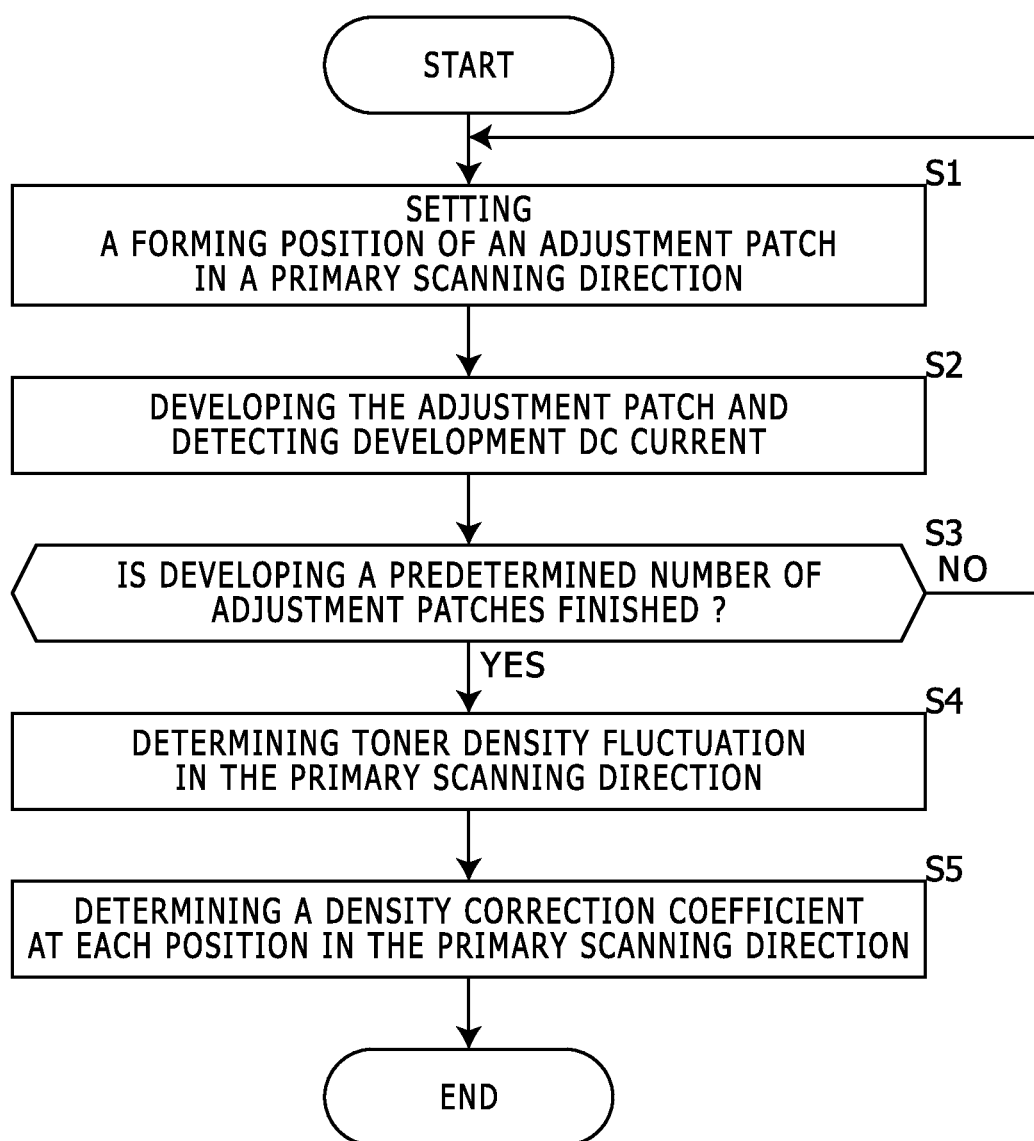 START
S1
SETTING
A FORMING POSITION OF AN ADJUSTMENT PATCH
IN A PRIMARY SCANNING DIRECTION
S2
DEVELOPING THE ADJUSTMENT PATCH AND
DETECTING DEVELOPMENT DC CURRENT
S3
IS DEVELOPING A PREDETERMINED NUMBER OF
ADJUSTMENT PATCHES FINISHED ?
NO
YES
S4
DETERMINING TONER DENSITY FLUCTUATION
IN THE PRIMARY SCANNING DIRECTION
S5
DETERMINING A DENSITY CORRECTION COEFFICIENT
AT EACH POSITION IN THE PRIMARY SCANNING DIRECTION
END